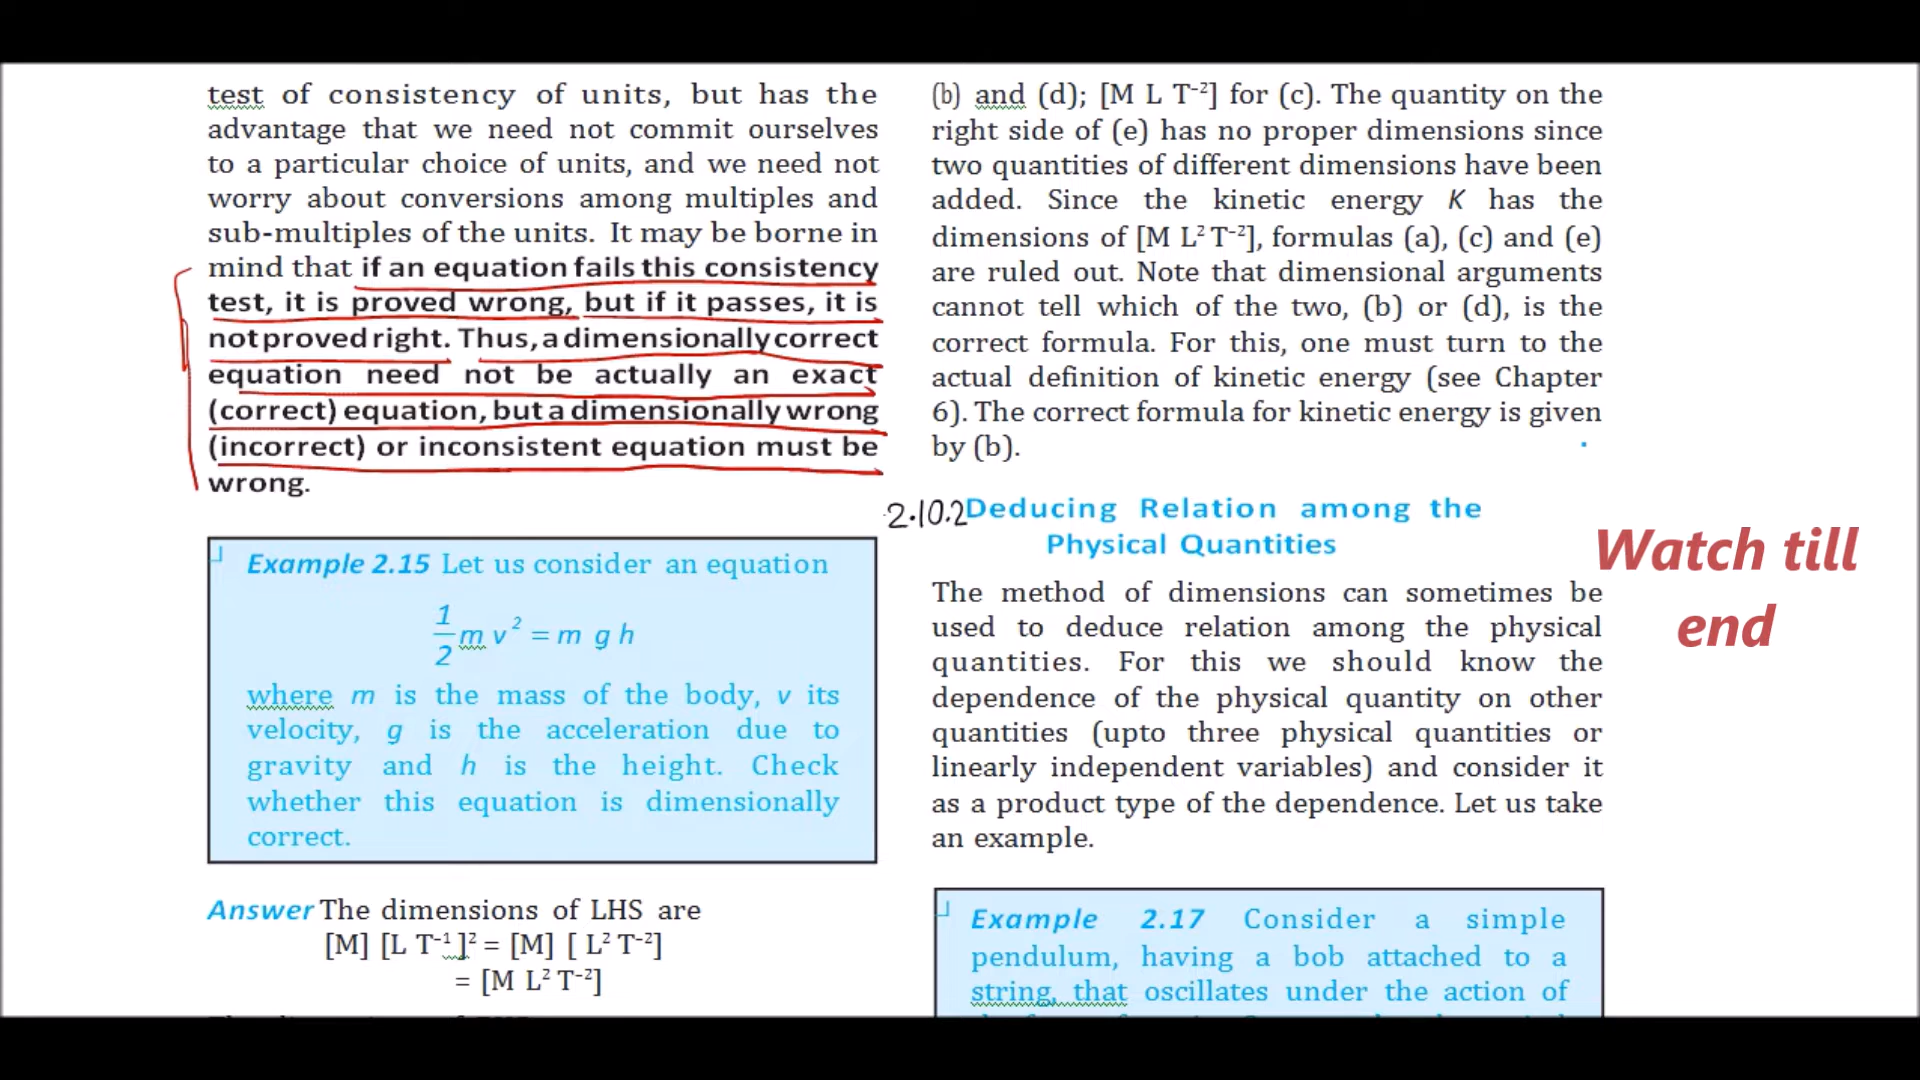 test of consistency of units, but has the
advantage that we need not commit ourselves
to a particular choice of units, and we need not
worry about conversions among multiples and
sub-multiples of the units. It may be borne in
mind that if an equation fails this consistency
test, it is proved wrong, but if it passes, it is
not proved right. Thus, a dimensionally correct
equation need not be actually an exact
(correct) equation, but a dimensionally wrong
(incorrect) or inconsistent equation must be
wrong.
Example 2.15 Let us consider an equation
1/2 m v² = m g h
where m is the mass of the body, v its
velocity, g is the acceleration due to
gravity and h is the height. Check
whether this equation is dimensionally
correct.
Answer The dimensions of LHS are
[M] [L T⁻¹ ]² = [M] [ L² T⁻²]
= [M L² T⁻²]
(b) and (d); [M L T⁻²] for (c). The quantity on the
right side of (e) has no proper dimensions since
two quantities of different dimensions have been
added. Since the kinetic energy K has the
dimensions of [M L² T⁻²], formulas (a), (c) and (e)
are ruled out. Note that dimensional arguments
cannot tell which of the two, (b) or (d), is the
correct formula. For this, one must turn to the
actual definition of kinetic energy (see Chapter
6). The correct formula for kinetic energy is given
by (b).
2.10.2 Deducing Relation among the
Physical Quantities
The method of dimensions can sometimes be
used to deduce relation among the physical
quantities. For this we should know the
dependence of the physical quantity on other
quantities (upto three physical quantities or
linearly independent variables) and consider it
as a product type of the dependence. Let us take
an example.
Example 2.17 Consider a simple
pendulum, having a bob attached to a
string, that oscillates under the action of
Watch till
end